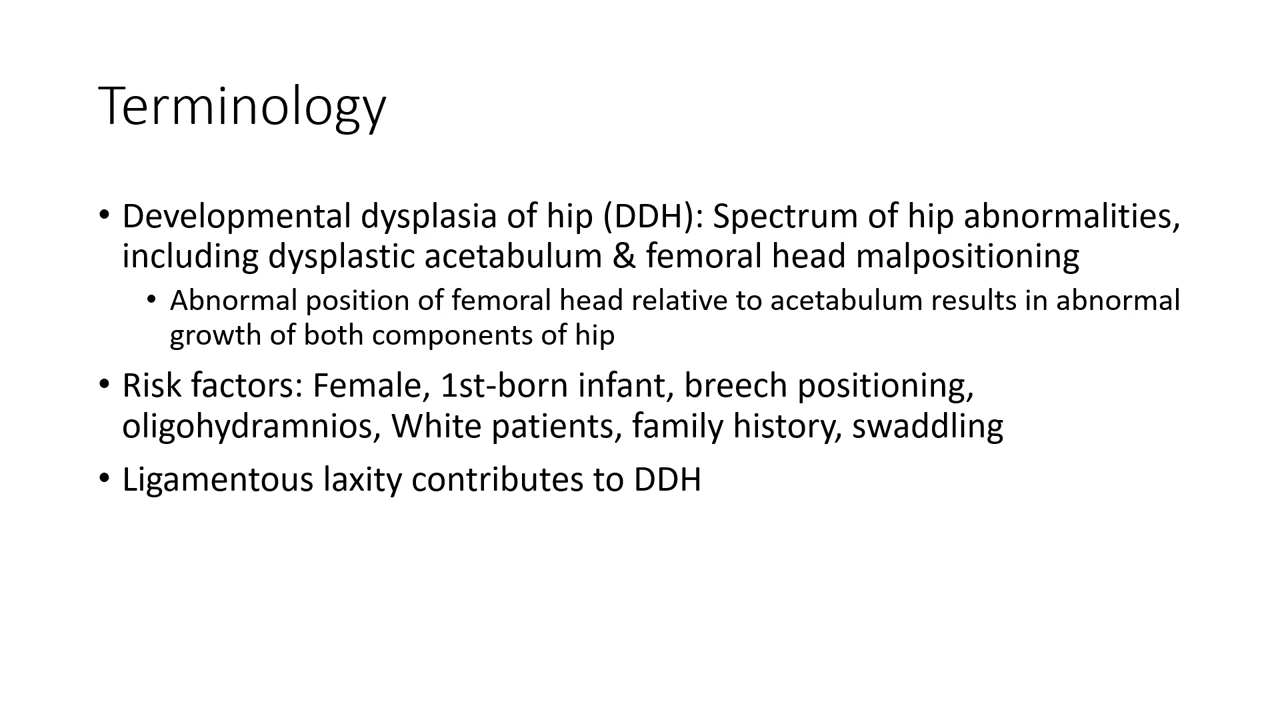 Terminology
• Developmental dysplasia of hip (DDH): Spectrum of hip abnormalities,
including dysplastic acetabulum & femoral head malpositioning
• Abnormal position of femoral head relative to acetabulum results in abnormal
growth of both components of hip
• Risk factors: Female, 1st-born infant, breech positioning,
oligohydramnios, White patients, family history, swaddling
• Ligamentous laxity contributes to DDH